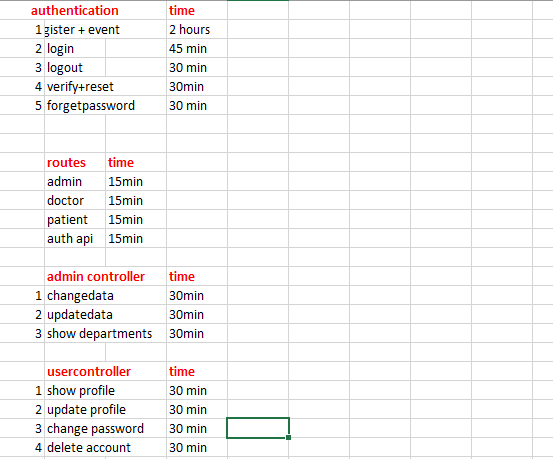 authentication time
1 gister + event 2 hours
2 login 45 min
3 logout 30 min
4 verify+reset 30min
5 forgetpassword 30 min
routes time
admin 15min
doctor 15min
patient 15min
auth api 15min
admin controller time
1 changedata 30min
2 updatedata 30min
3 show departments 30min
usercontroller time
1 show profile 30 min
2 update profile 30 min
3 change password 30 min
4 delete account 30 min